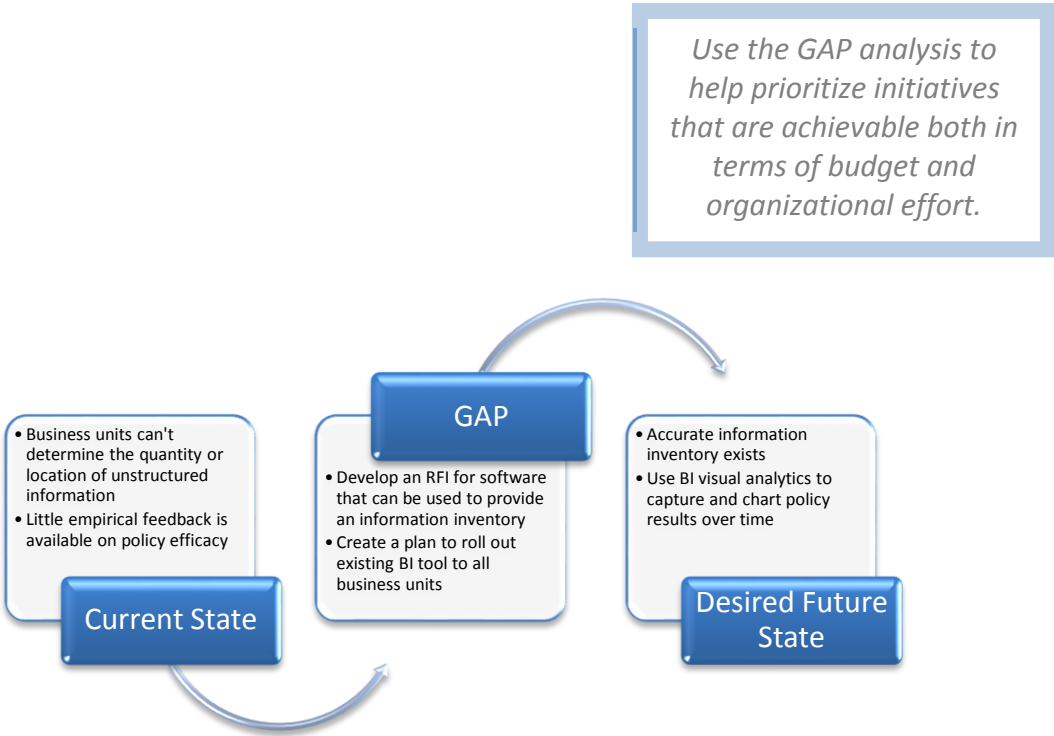 Use the GAP analysis to
help prioritize initiatives
that are achievable both in
terms of budget and
organizational effort.
• Business units can't
determine the quantity or
location of unstructured
information
• Little empirical feedback is
available on policy efficacy
Current State
GAP
• Develop an RFI for software
that can be used to provide
an information inventory
• Create a plan to roll out
existing BI tool to all
business units
• Accurate information
inventory exists
• Use BI visual analytics to
capture and chart policy
results over time
Desired Future
State